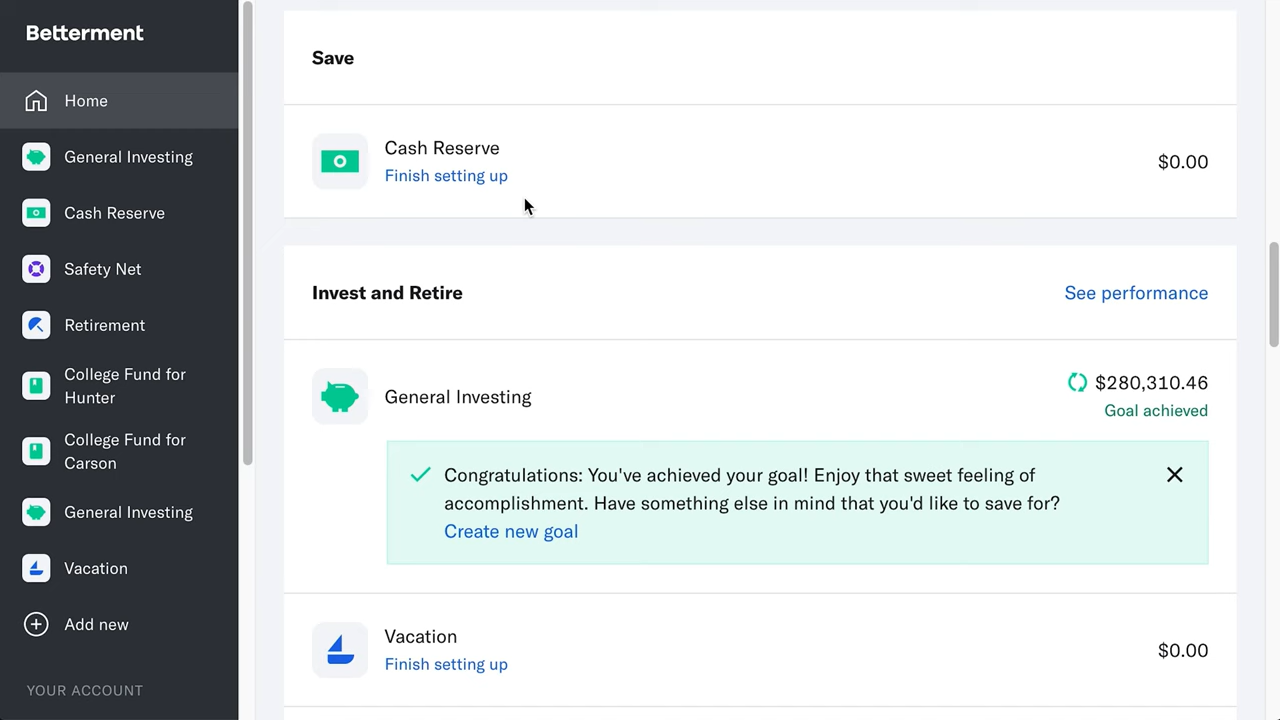 Betterment
Home
General Investing
Cash Reserve
Safety Net
Retirement
College Fund for
Hunter
College Fund for
Carson
General Investing
Vacation
Add new
YOUR ACCOUNT
Save
Cash Reserve
Finish setting up
$0.00
Invest and Retire
See performance
General Investing
$280,310.46
Goal achieved
Congratulations: You've achieved your goal! Enjoy that sweet feeling of
accomplishment. Have something else in mind that you'd like to save for?
Create new goal
Vacation
Finish setting up
$0.00